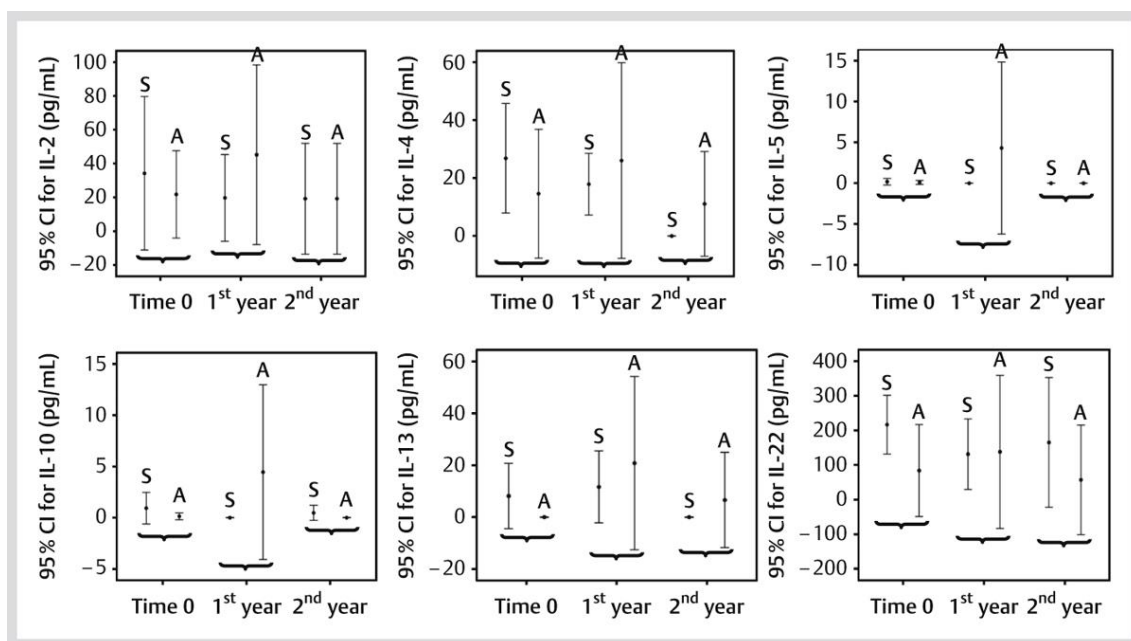 95% CI for IL-2 (pg/mL)
100
80
60
40
20
0
−20
S
A
S
A
S
A
Time 0 1st year 2nd year
95% CI for IL-4 (pg/mL)
60
40
20
0
S
A
S
A
S
A
Time 0 1st year 2nd year
95% CI for IL-5 (pg/mL)
15
10
5
0
−5
−10
S
A
S
A
S
A
Time 0 1st year 2nd year
95% CI for IL-10 (pg/mL)
15
10
5
0
−5
S
A
S
A
S
A
Time 0 1st year 2nd year
95% CI for IL-13 (pg/mL)
60
40
20
0
−20
S
A
S
A
S
A
Time 0 1st year 2nd year
95% CI for IL-22 (pg/mL)
400
300
200
100
0
−100
−200
S
A
S
A
S
A
Time 0 1st year 2nd year